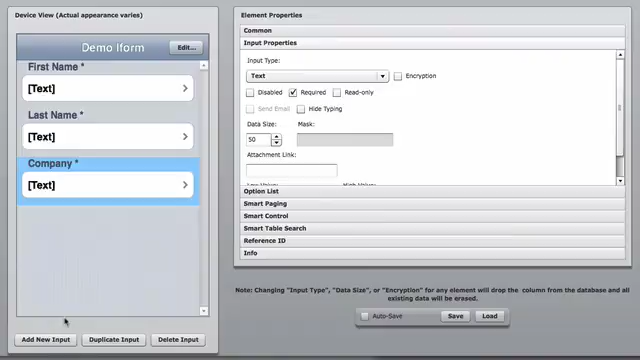 Device View (Actual appearance varies)
Demo Iform
Edit...
First Name *
[Text]
Last Name *
[Text]
Company *
[Text]
Add New Input
Duplicate Input
Delete Input
Element Properties
Common
Input Properties
Input Type:
Text
Encryption
Disabled
Required
Read-only
Send Email
Hide Typing
Data Size:
Mask:
50
Attachment Link:
Low Value:
High Value:
Option List
Smart Paging
Smart Control
Smart Table Search
Reference ID
Info
Note: Changing "Input Type", "Data Size", or "Encryption" for any element will drop the column from the database and all
existing data will be erased.
Auto-Save
Save
Load